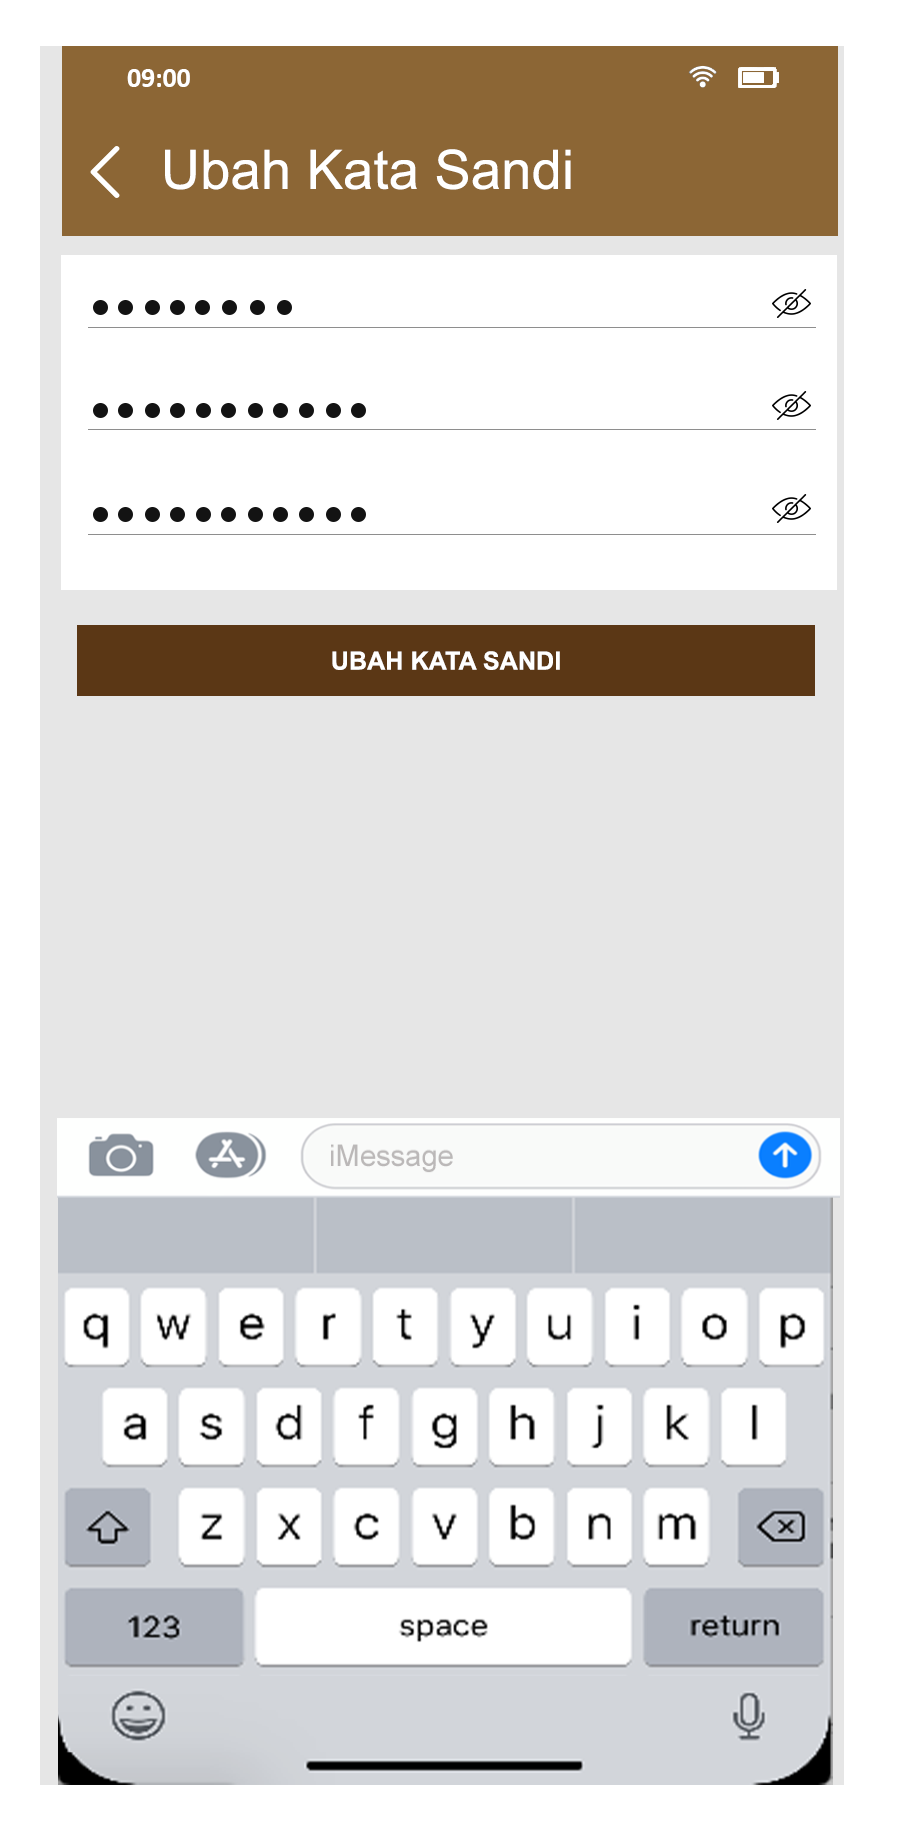 09:00
Ubah Kata Sandi
UBAH KATA SANDI
iMessage
q w e r t y u i o p
a s d f g h j k l
z x c v b n m
123 space return